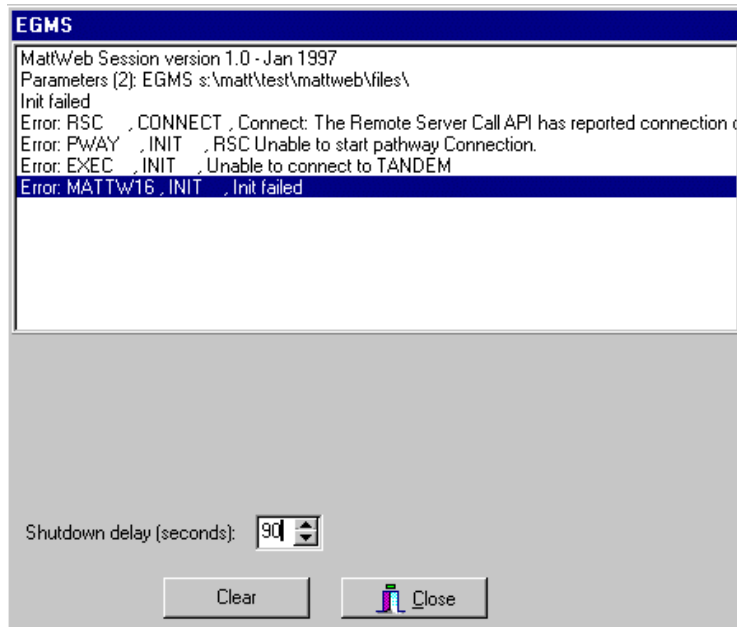 EGMS
MattWeb Session version 1.0 - Jan 1997
Parameters (2): EGMS s:\matt\test\mattweb\files\
Init failed
Error: RSC , CONNECT , Connect: The Remote Server Call API has reported connection
Error: PWAY , INIT , RSC Unable to start pathway Connection.
Error: EXEC , INIT , Unable to connect to TANDEM
Error: MATTW16 , INIT , Init failed
Shutdown delay (seconds): 90
Clear
Close